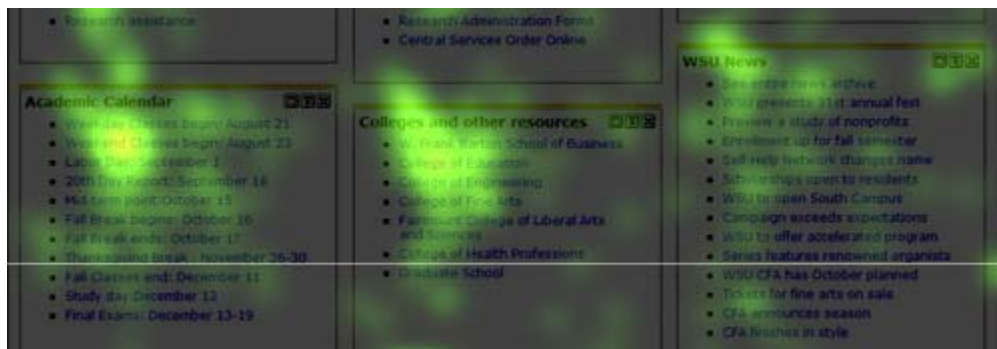 Research assistance
Academic Calendar
Weekday Classes begin: August 21
Weekend Classes begin: August 23
Labor Day: September 1
20th Day Report: September 16
Mid-term point: October 15
Fall Break begins: October 16
Fall Break ends: October 17
Thanksgiving Break : November 26-30
Fall Classes end: December 11
Study day December 12
Final Exams: December 13-19
Research Administration Forms
Central Services Order Online
Colleges and other resources
W. Frank Barton School of Business
College of Education
College of Engineering
College of Fine Arts
Fairmount College of Liberal Arts
and Sciences
College of Health Professions
Graduate School
WSU News
See entire news archive
WSU presents 31st annual fest
Preview a study of nonprofits
Enrollment up for fall semester
Self Help Network changes name
Scholarships open to residents
WSU to open South Campus
Campaign exceeds expectations
WSU to offer accelerated program
Series features renowned organists
WSU CFA has October planned
Tickets for fine arts on sale
CFA announces season
CFA finishes in style